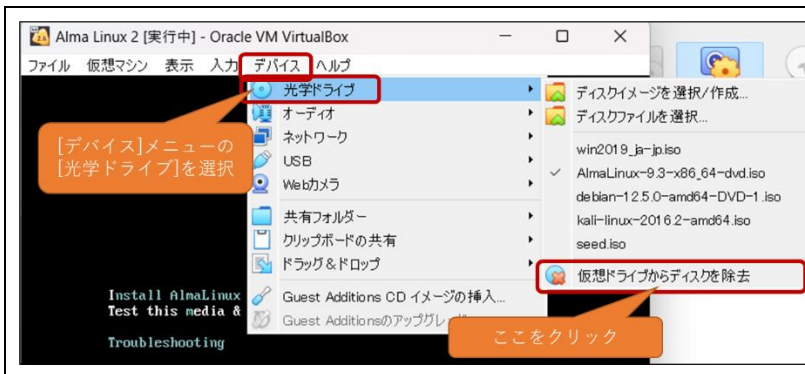 Alma Linux 2 [実行中] - Oracle VM VirtualBox
ファイル 仮想マシン 表示 入力 デバイス ヘルプ
光学ドライブ
オーディオ
ネットワーク
USB
Webカメラ
共有フォルダー
クリップボードの共有
ドラッグ&ドロップ
Guest Additions CD イメージの挿入...
Guest Additionsのアップグレ
ディスクイメージを選択/作成...
ディスクファイルを選択...
win2019_ja-jp.iso
AlmaLinux-9.3-x86_64-dvd.iso
debian-12.5.0-amd64-DVD-1.iso
kali-linux-2016.2-amd64.iso
seed.iso
仮想ドライブからディスクを除去
[デバイス]メニューの
[光学ドライブ]を選択
ここをクリック
Install AlmaLinux
Test this media &
Troubleshooting